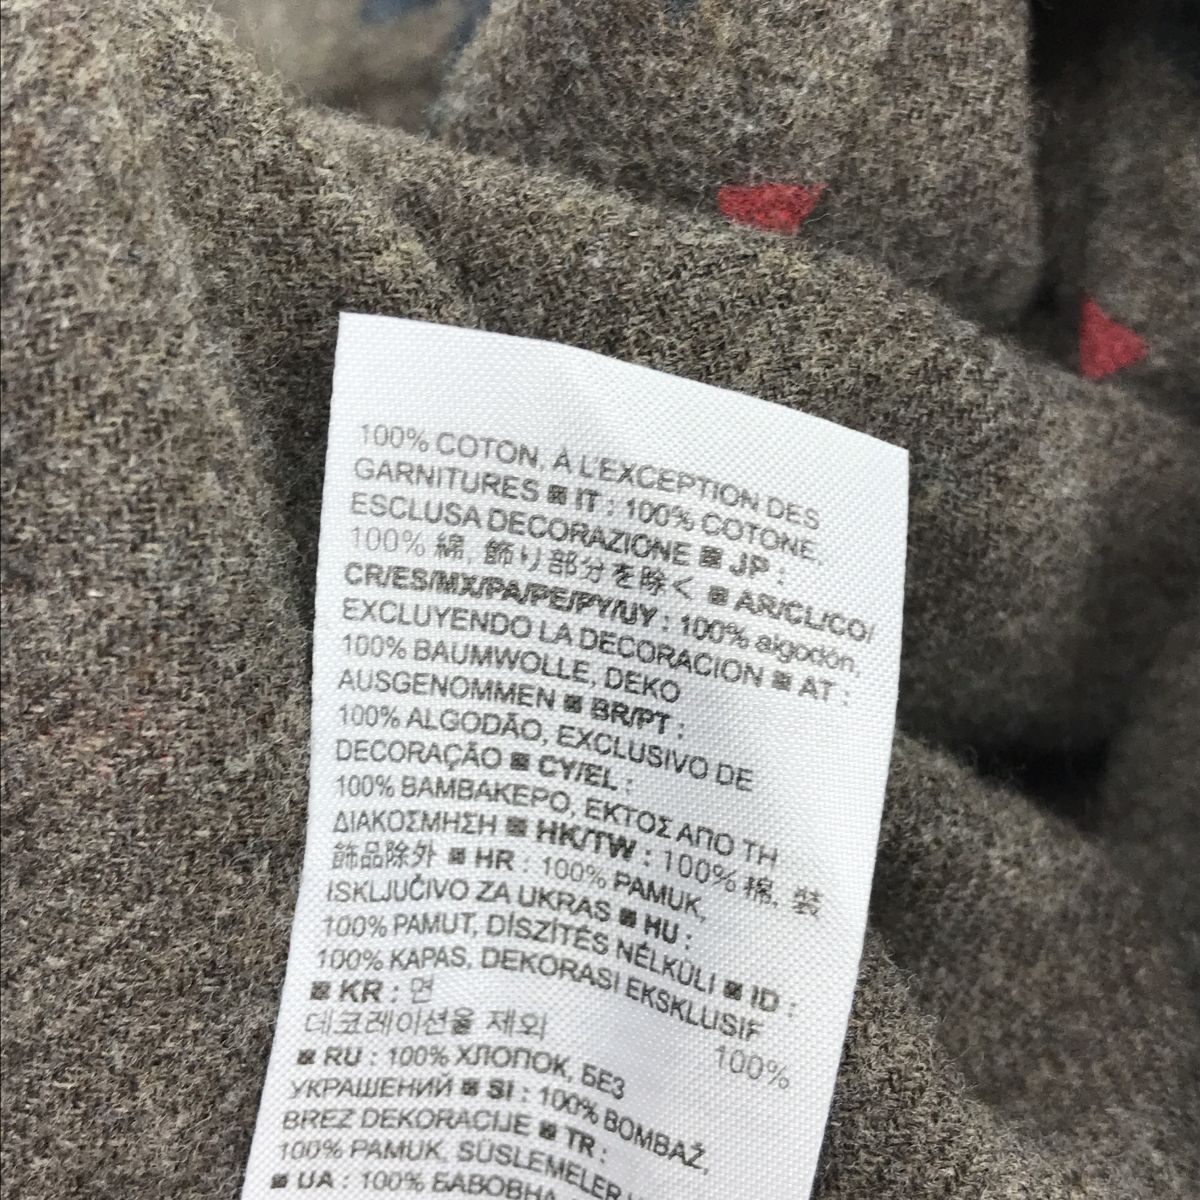 100% COTON, À L'EXCEPTION DES
GARNITURES ■ IT : 100% COTONE,
ESCLUSA DECORAZIONE ■ JP :
100% 綿, 飾り部分を除く ■ AR/CL/CO/
CR/ES/MX/PA/PE/PY/UY : 100% algodón,
EXCLUYENDO LA DECORACION ■ AT :
100% BAUMWOLLE, DEKO
AUSGENOMMEN ■ BR/PT :
100% ALGODÃO, EXCLUSIVO DE
DECORAÇÃO ■ CY/EL :
100% ΒΑΜΒΑΚΕΡΟ, ΕΚΤΟΣ ΑΠΟ ΤΗ
ΔΙΑΚΟΣΜΗΣΗ ■ HK/TW : 100% 棉, 裝
飾品除外 ■ HR : 100% PAMUK,
ISKLJUČIVO ZA UKRAS ■ HU :
100% PAMUT, DÍSZÍTÉS NÉLKÜLI ■ ID :
100% KAPAS, DEKORASI EKSKLUSIF
■ KR : 면 100%
데코레이션을 제외
■ RU : 100% ХЛОПОК, БЕЗ
УКРАШЕНИЙ ■ SI : 100% BOMBAŽ,
BREZ DEKORACIJE ■ TR :
100% PAMUK, SÜSLEMELER
■ UA : 100% БАВОВНА